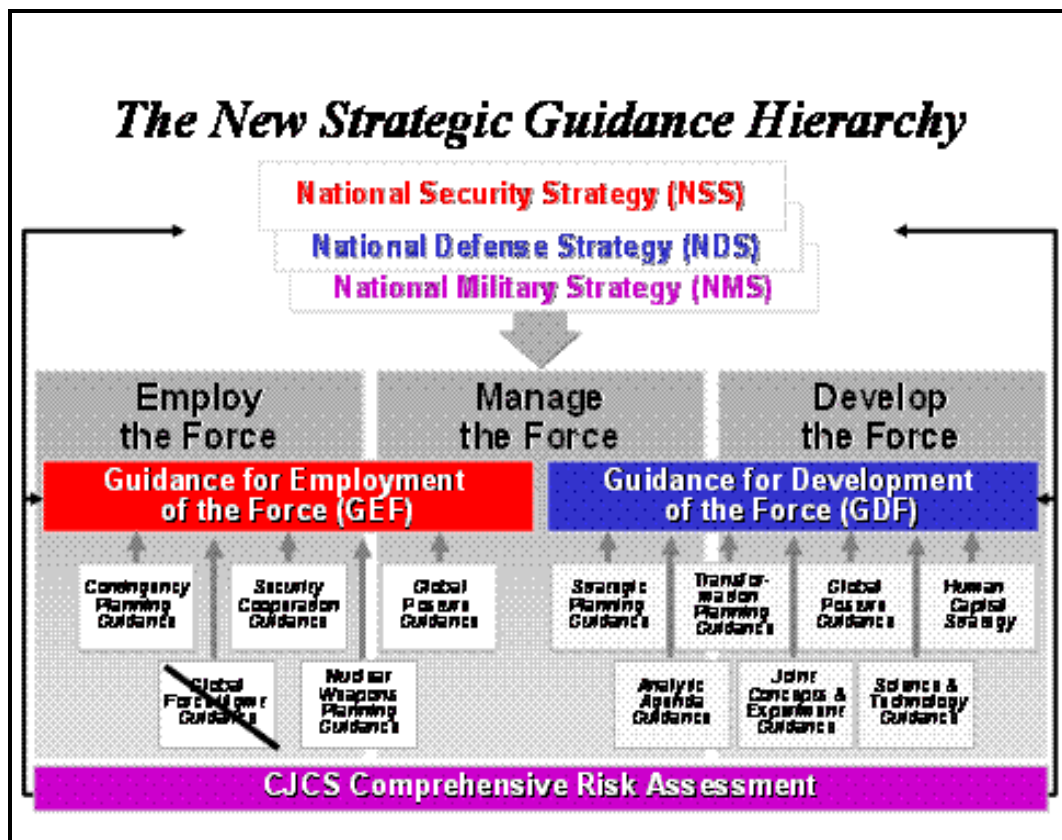 The New Strategic Guidance Hierarchy
National Security Strategy (NSS)
National Defense Strategy (NDS)
National Military Strategy (NMS)
Employ
the Force
Manage
the Force
Develop
the Force
Guidance for Employment
of the Force (GEF)
Guidance for Development
of the Force (GDF)
Contingency
Planning
Guidance
Security
Cooperation
Guidance
Global
Posture
Guidance
Strategic
Planning
Guidance
Transfor-
mation
Planning
Guidance
Global
Posture
Guidance
Human
Capital
Strategy
Global
Force
Guidance
Nuclear
Weapons
Planning
Guidance
Analytic
Agenda
Guidance
Joint
Concepts &
Experiment
Guidance
Science &
Technology
Guidance
CJCS Comprehensive Risk Assessment